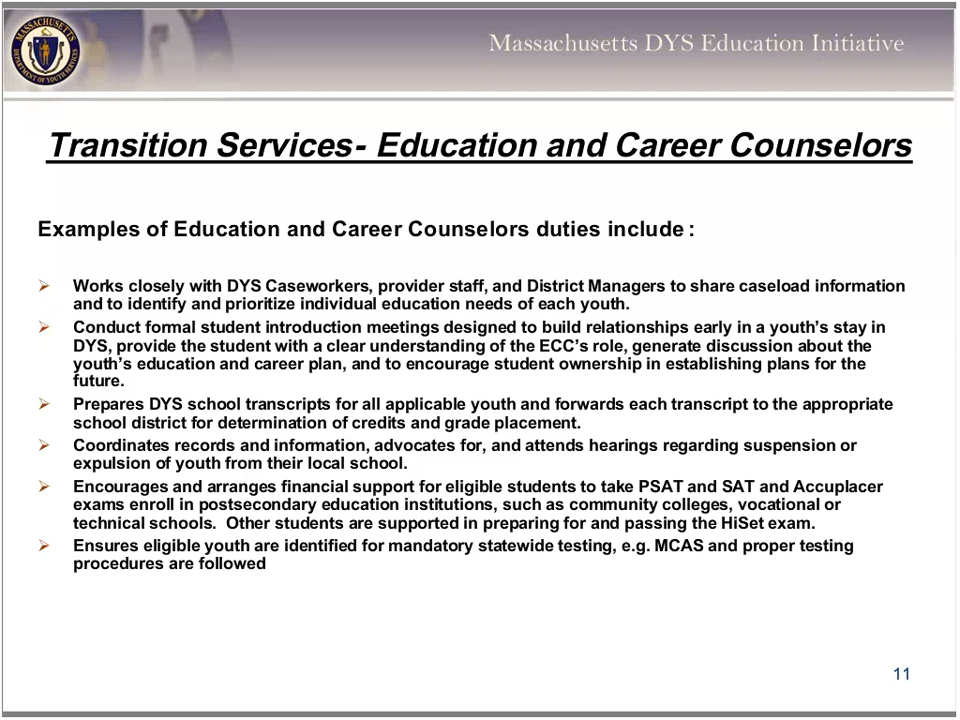 MASSACHUSETTS
DEPARTMENT OF YOUTH SERVICES
Massachusetts DYS Education Initiative
Transition Services- Education and Career Counselors
Examples of Education and Career Counselors duties include :
➢ Works closely with DYS Caseworkers, provider staff, and District Managers to share caseload information
and to identify and prioritize individual education needs of each youth.
➢ Conduct formal student introduction meetings designed to build relationships early in a youth’s stay in
DYS, provide the student with a clear understanding of the ECC’s role, generate discussion about the
youth’s education and career plan, and to encourage student ownership in establishing plans for the
future.
➢ Prepares DYS school transcripts for all applicable youth and forwards each transcript to the appropriate
school district for determination of credits and grade placement.
➢ Coordinates records and information, advocates for, and attends hearings regarding suspension or
expulsion of youth from their local school.
➢ Encourages and arranges financial support for eligible students to take PSAT and SAT and Accuplacer
exams enroll in postsecondary education institutions, such as community colleges, vocational or
technical schools.  Other students are supported in preparing for and passing the HiSet exam.
➢ Ensures eligible youth are identified for mandatory statewide testing, e.g. MCAS and proper testing
procedures are followed
11